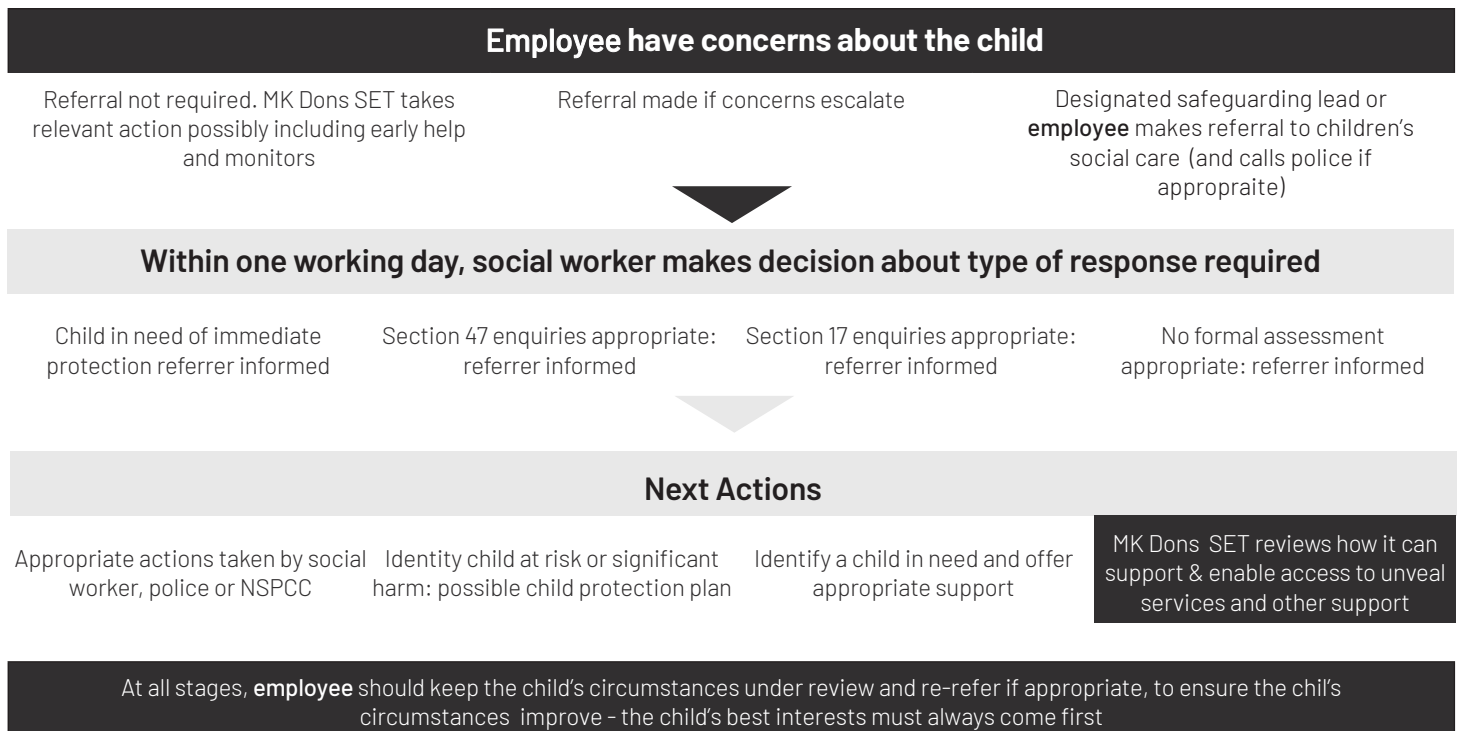 Employee have concerns about the child
Referral not required. MK Dons SET takes
relevant action possibly including early help
and monitors
Referral made if concerns escalate
Designated safeguarding lead or
employee makes referral to children's
social care (and calls police if
appropraite)
Within one working day, social worker makes decision about type of response required
Child in need of immediate
protection referrer informed
Section 47 enquiries appropriate:
referrer informed
Section 17 enquiries appropriate:
referrer informed
No formal assessment
appropriate: referrer informed
Next Actions
Appropriate actions taken by social
worker, police or NSPCC
Identity child at risk or significant
harm: possible child protection plan
Identify a child in need and offer
appropriate support
MK Dons SET reviews how it can
support & enable access to unveal
services and other support
At all stages, employee should keep the child's circumstances under review and re-refer if appropriate, to ensure the chil's
circumstances improve - the child's best interests must always come first